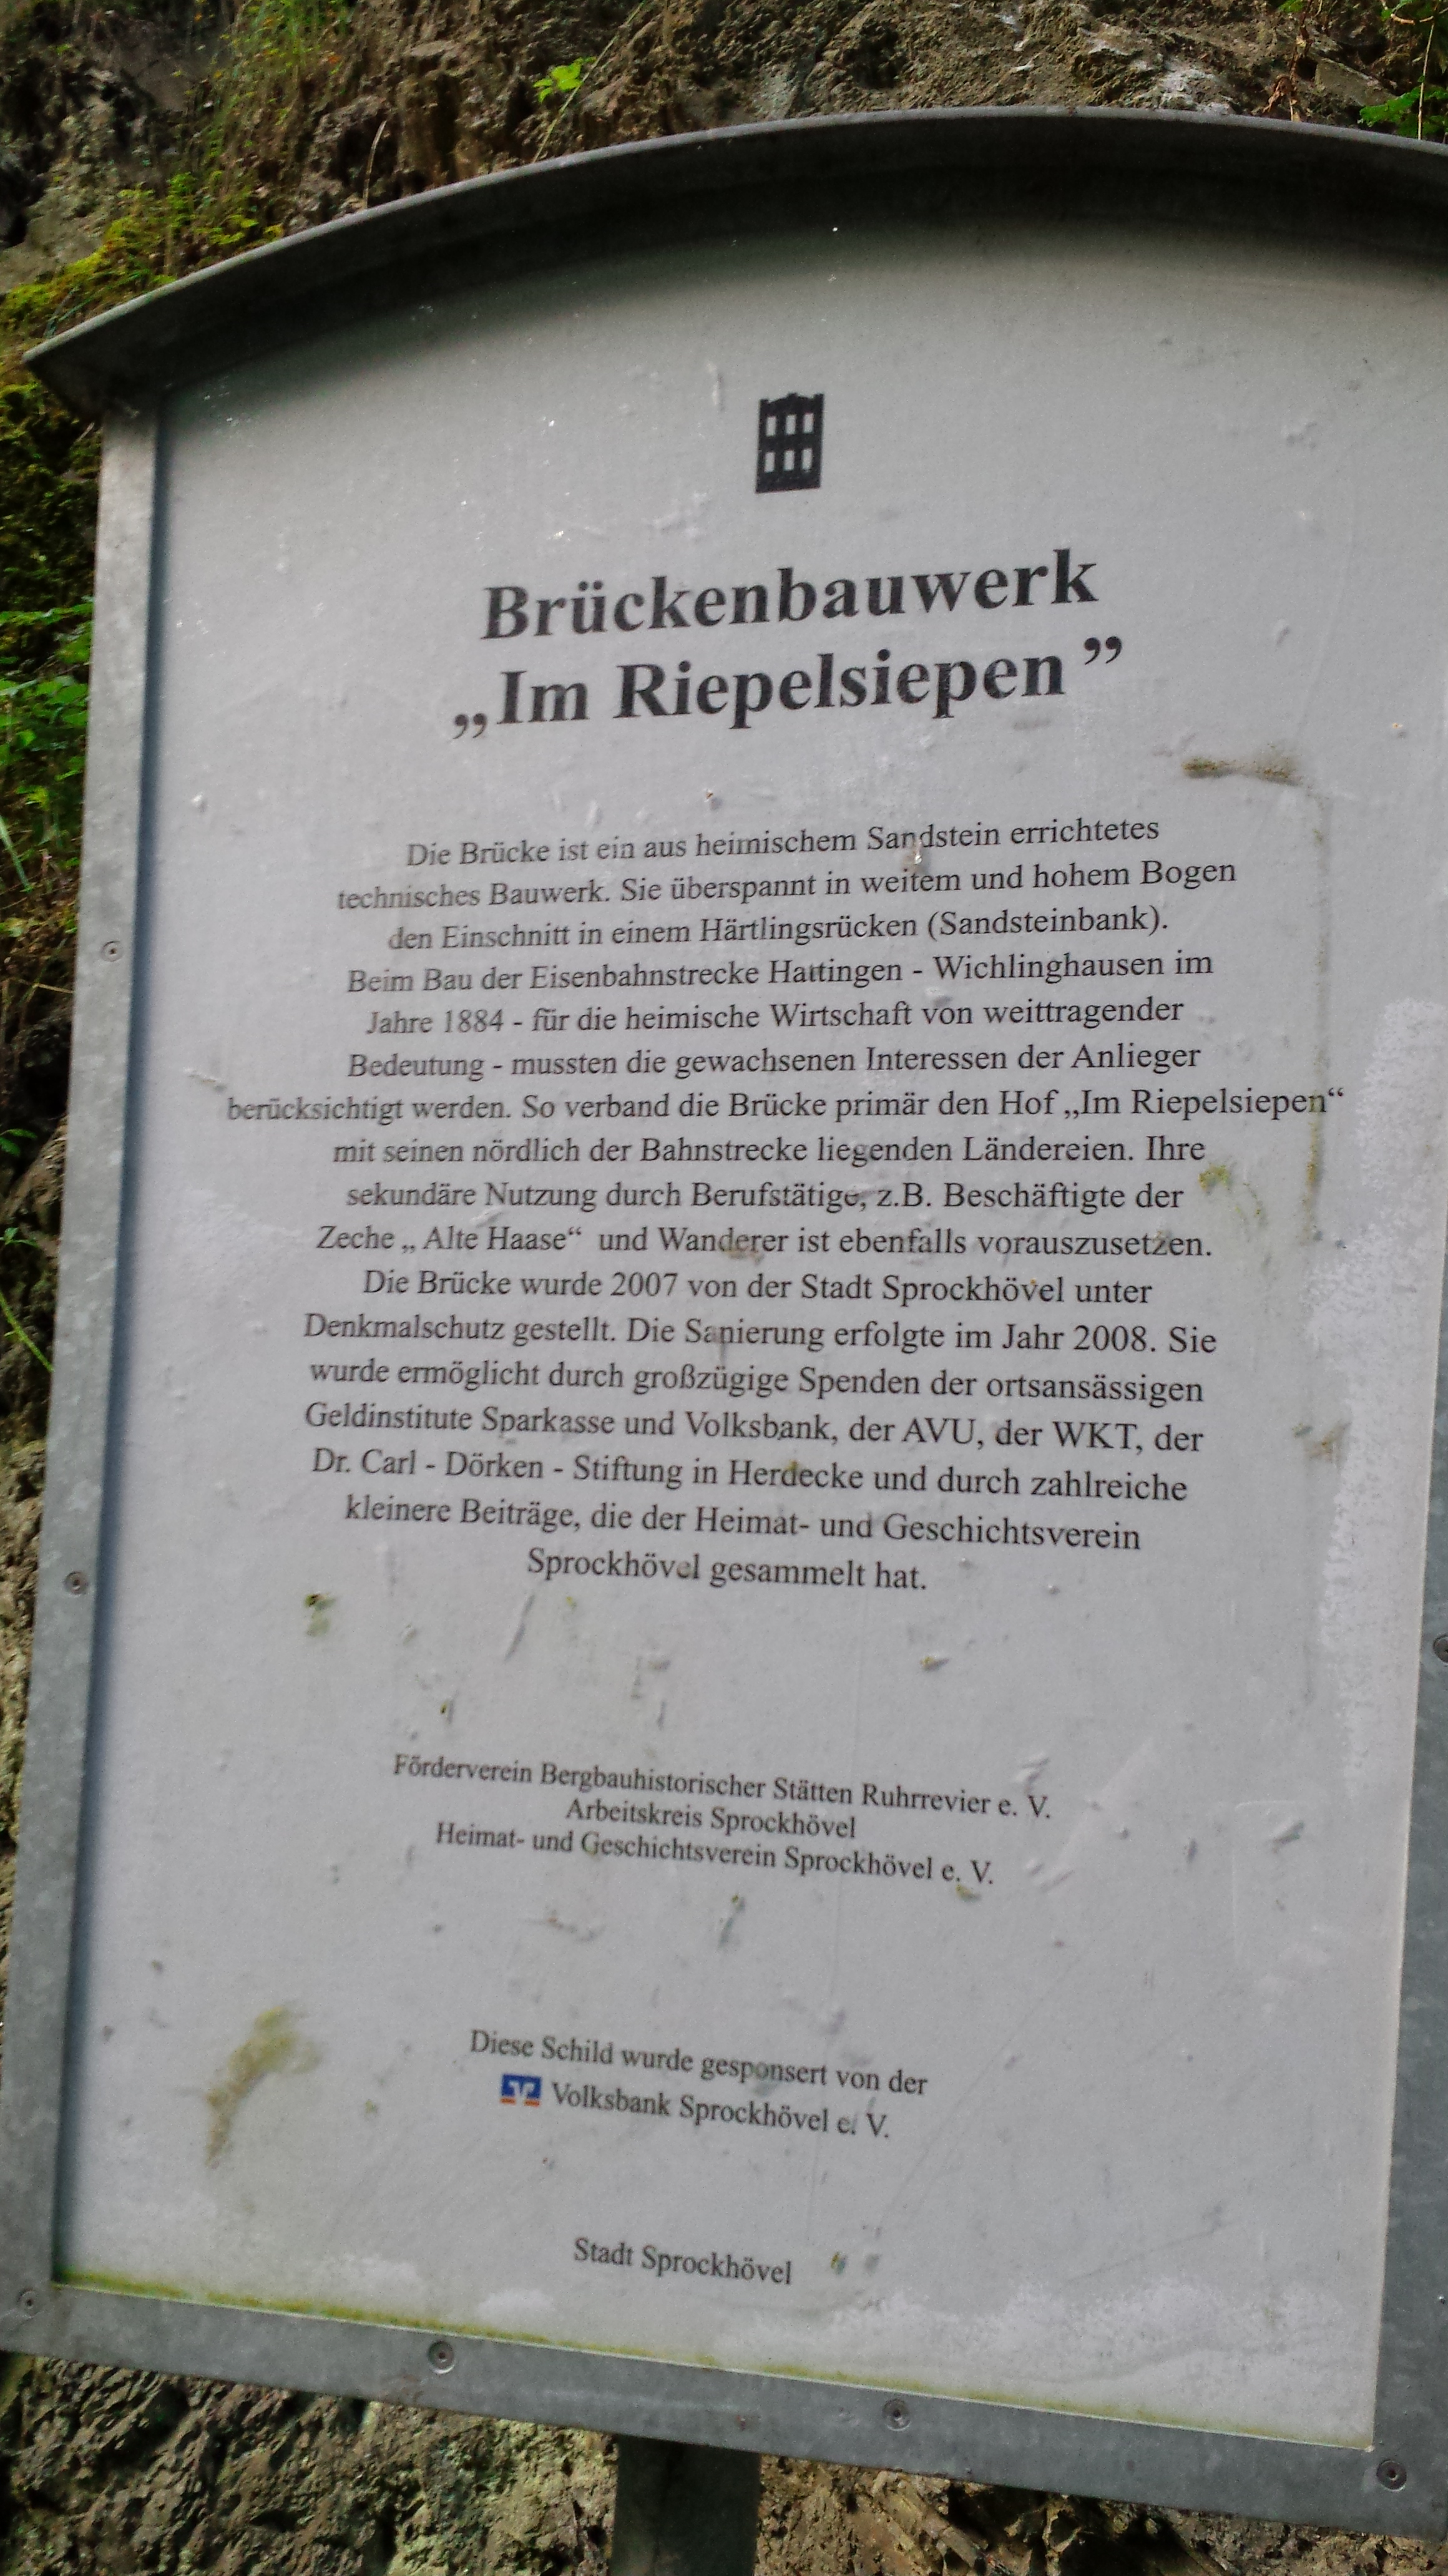 Brückenbauwerk
„Im Riepelsiepen”
Die Brücke ist ein aus heimischem Sandstein errichtetes
technisches Bauwerk. Sie überspannt in weitem und hohem Bogen
den Einschnitt in einem Härtlingsrücken (Sandsteinbank).
Beim Bau der Eisenbahnstrecke Hattingen - Wichlinghausen im
Jahre 1884 - für die heimische Wirtschaft von weittragender
Bedeutung - mussten die gewachsenen Interessen der Anlieger
berücksichtigt werden. So verband die Brücke primär den Hof „Im Riepelsiepen“
mit seinen nördlich der Bahnstrecke liegenden Ländereien. Ihre
sekundäre Nutzung durch Berufstätige, z.B. Beschäftigte der
Zeche „ Alte Haase“ und Wanderer ist ebenfalls vorauszusetzen.
Die Brücke wurde 2007 von der Stadt Sprockhövel unter
Denkmalschutz gestellt. Die Sanierung erfolgte im Jahr 2008. Sie
wurde ermöglicht durch großzügige Spenden der ortsansässigen
Geldinstitute Sparkasse und Volksbank, der AVU, der WKT, der
Dr. Carl - Dörken - Stiftung in Herdecke und durch zahlreiche
kleinere Beiträge, die der Heimat- und Geschichtsverein
Sprockhövel gesammelt hat.
Förderverein Bergbauhistorischer Stätten Ruhrrevier e. V.
Arbeitskreis Sprockhövel
Heimat- und Geschichtsverein Sprockhövel e. V.
Diese Schild wurde gesponsert von der
Volksbank Sprockhövel e. V.
Stadt Sprockhövel